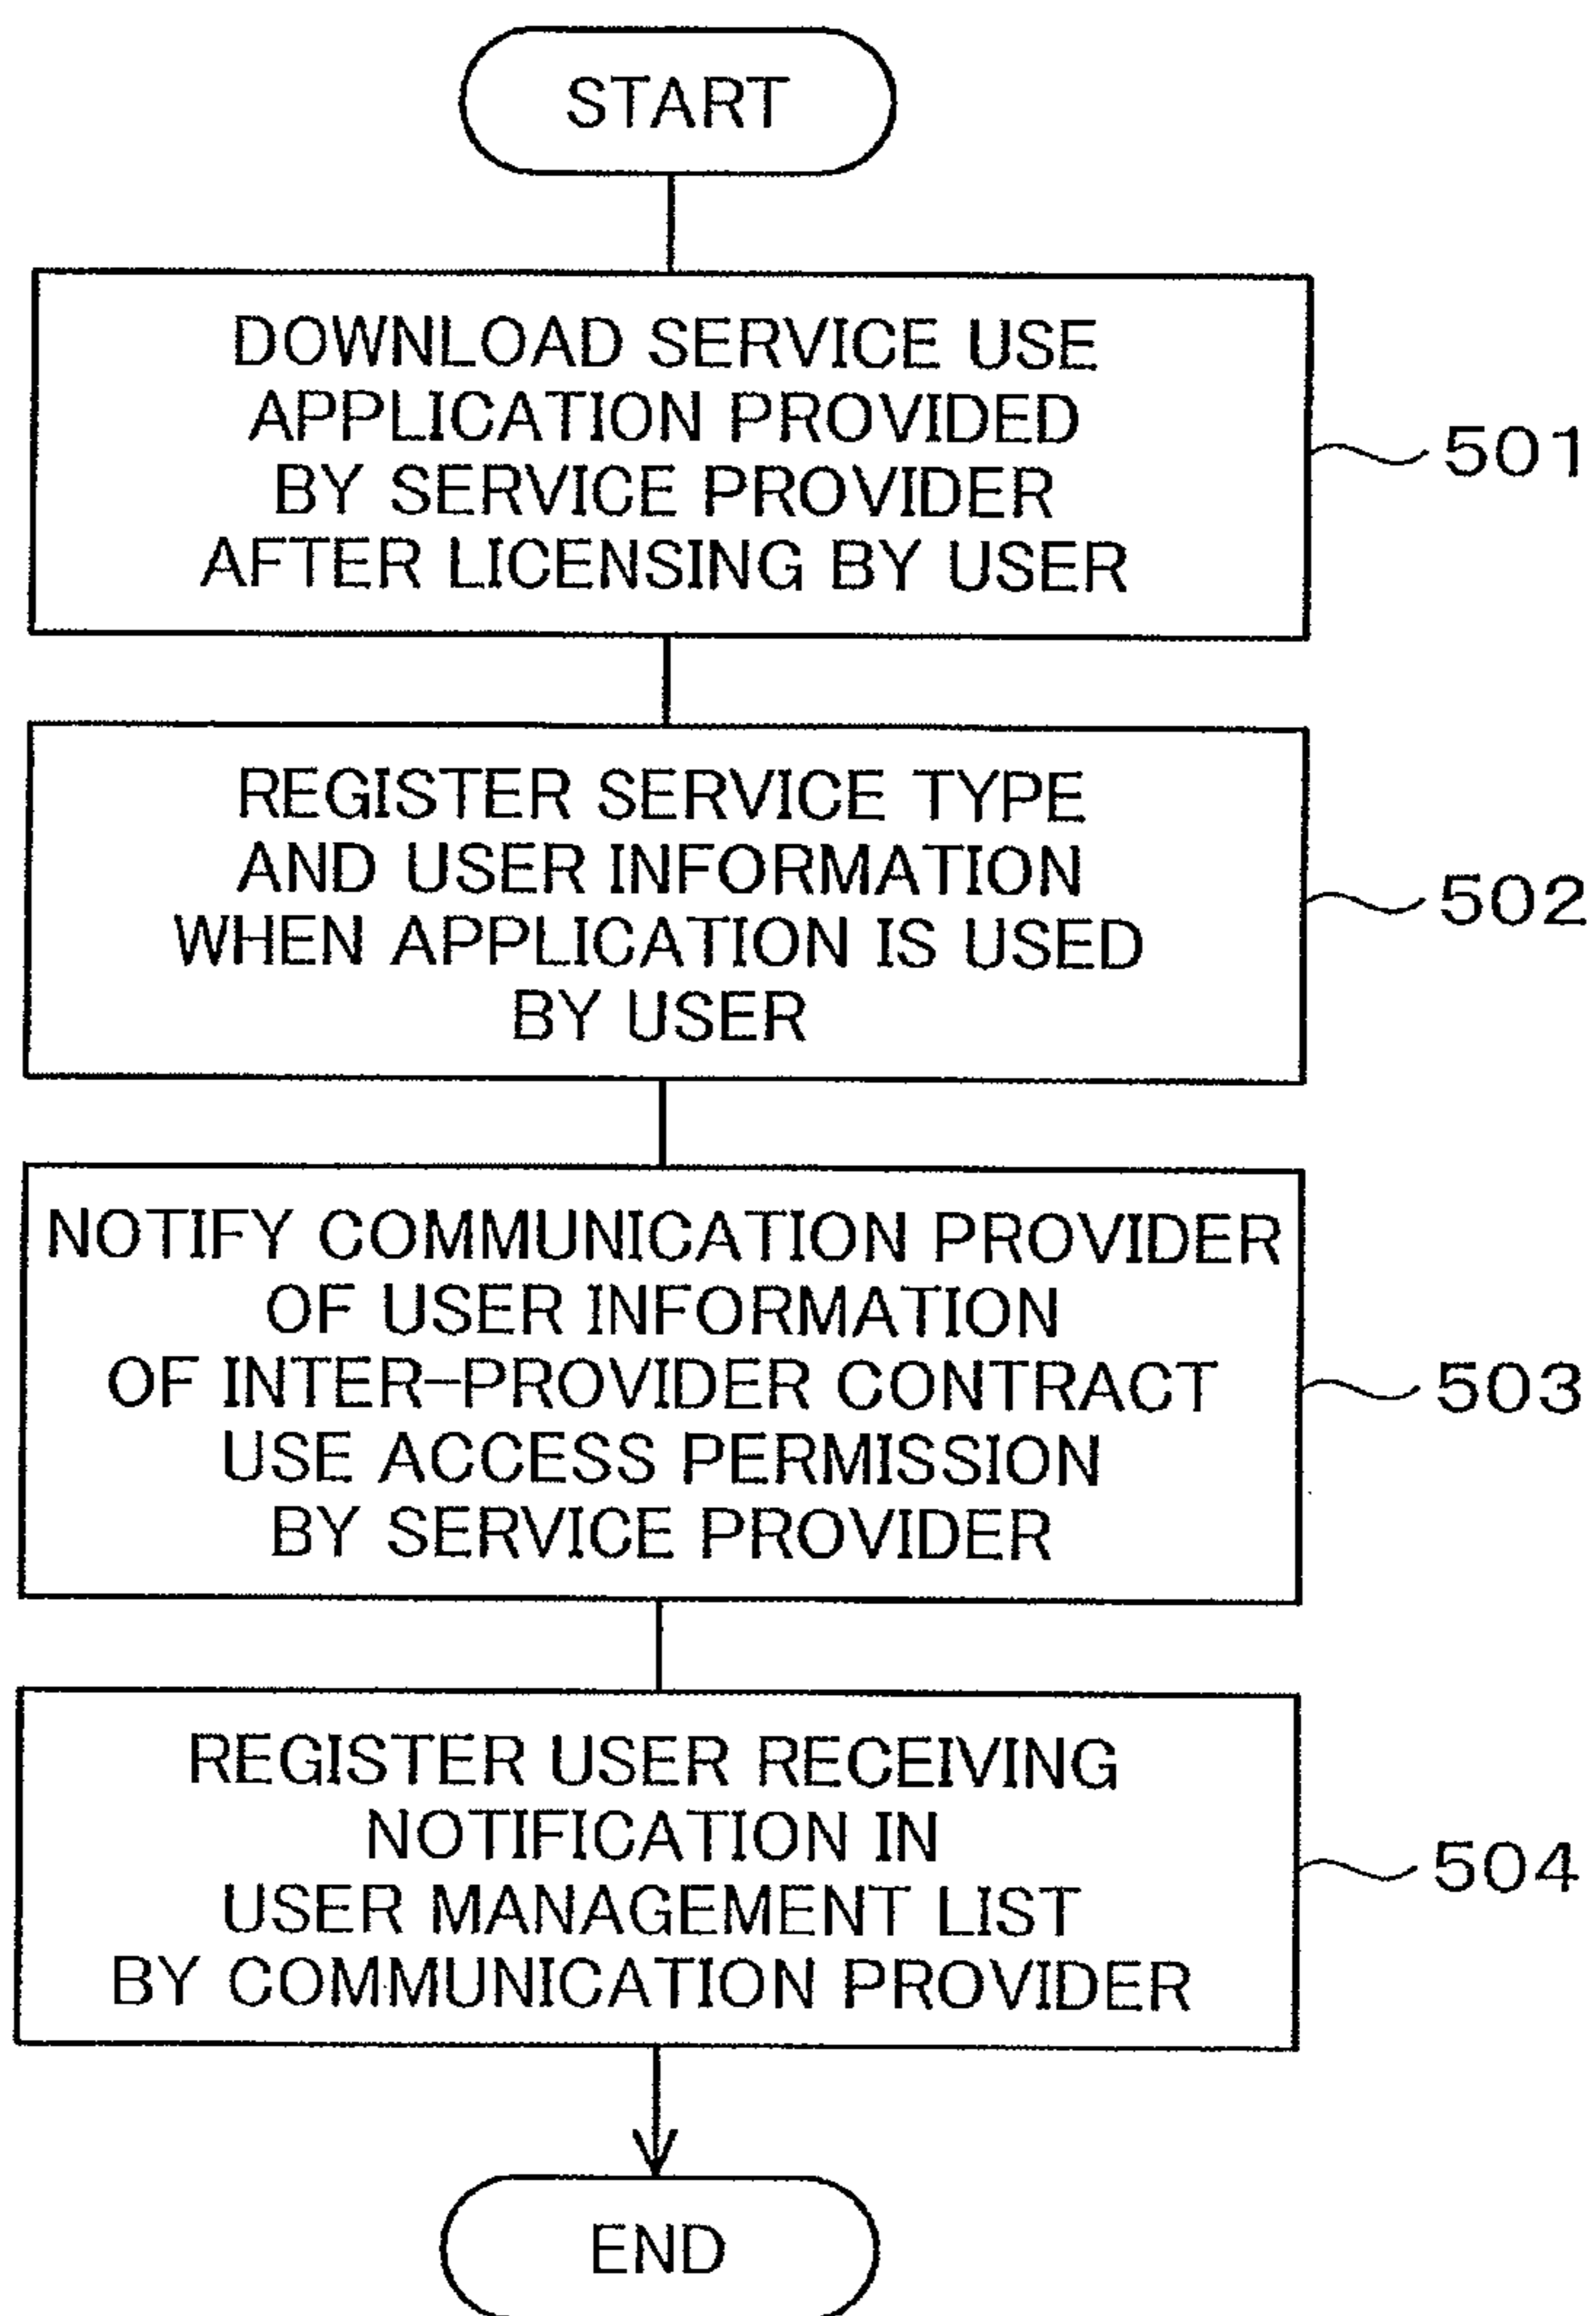 START
DOWNLOAD SERVICE USE
APPLICATION PROVIDED
BY SERVICE PROVIDER
AFTER LICENSING BY USER
501
REGISTER SERVICE TYPE
AND USER INFORMATION
WHEN APPLICATION IS USED
BY USER
502
NOTIFY COMMUNICATION PROVIDER
OF USER INFORMATION
OF INTER-PROVIDER CONTRACT
USE ACCESS PERMISSION
BY SERVICE PROVIDER
503
REGISTER USER RECEIVING
NOTIFICATION IN
USER MANAGEMENT LIST
BY COMMUNICATION PROVIDER
504
END